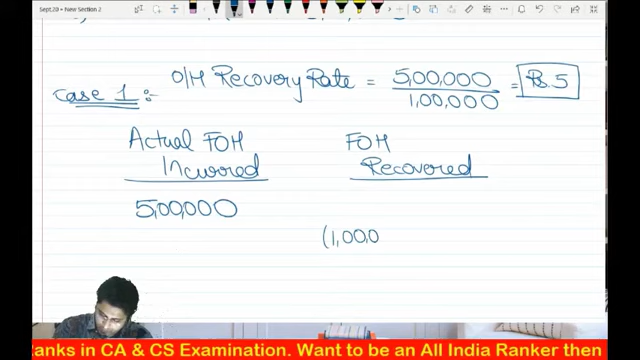 Sept.20 - New Section 2
Case 1 :- O/H Recovery Rate = 5,00,000 / 1,00,000 = Rs. 5
Actual FOH FOH
Incurred Recovered
5,00,000
(1,00,0
Ranks in CA & CS Examination. Want to be an All India Ranker then